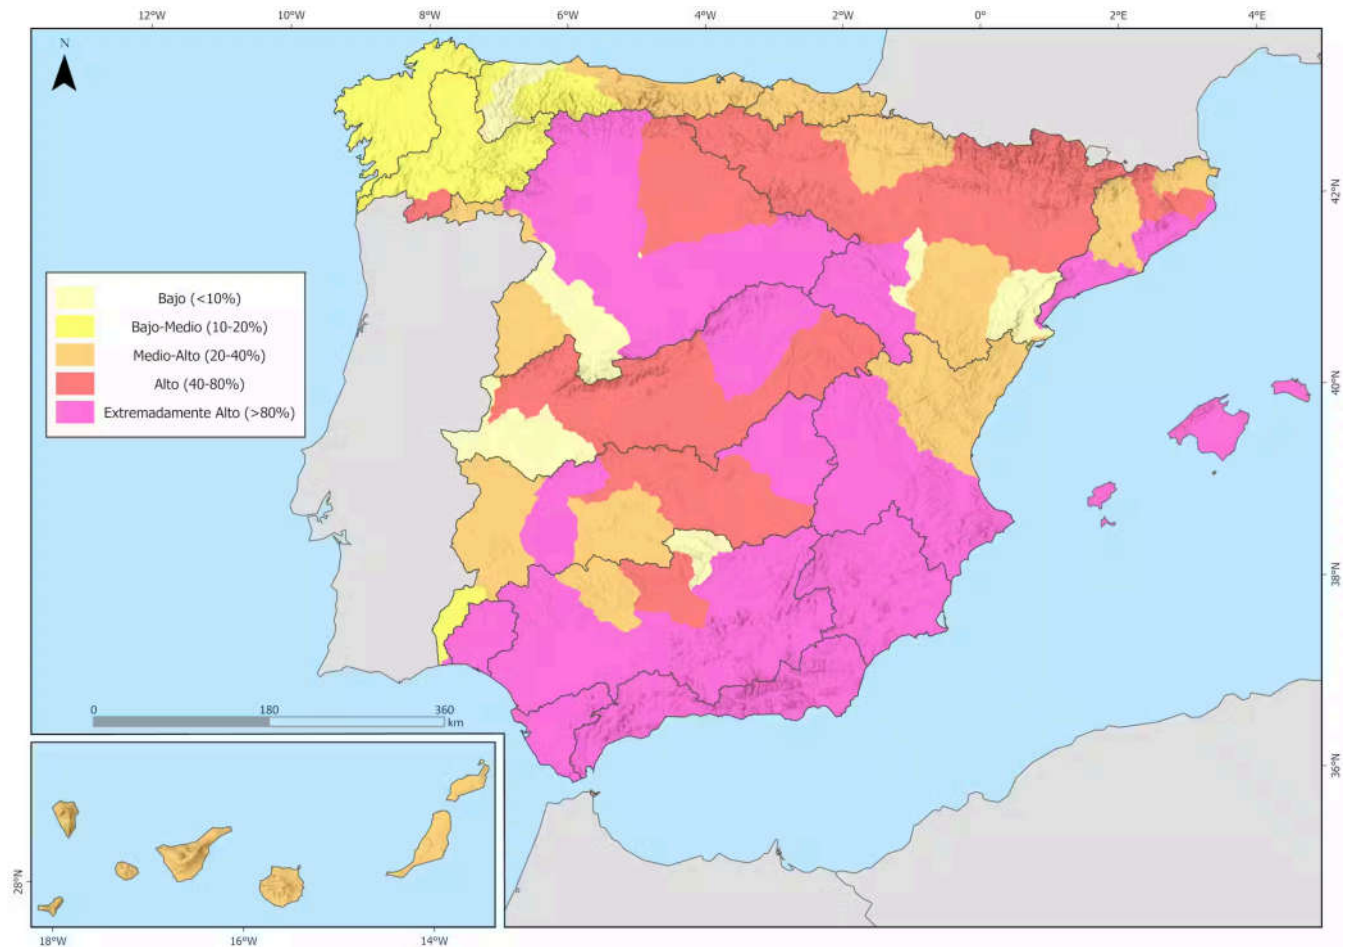 12°W 10°W 8°W 6°W 4°W 2°W 0° 2°E 4°E
N
42°N
Bajo (<10%)
Bajo-Medio (10-20%)
Medio-Alto (20-40%)
Alto (40-80%)
Extremadamente Alto (>80%)
40°N
38°N
0 180 360
km
36°N
28°N
18°W 16°W 14°W